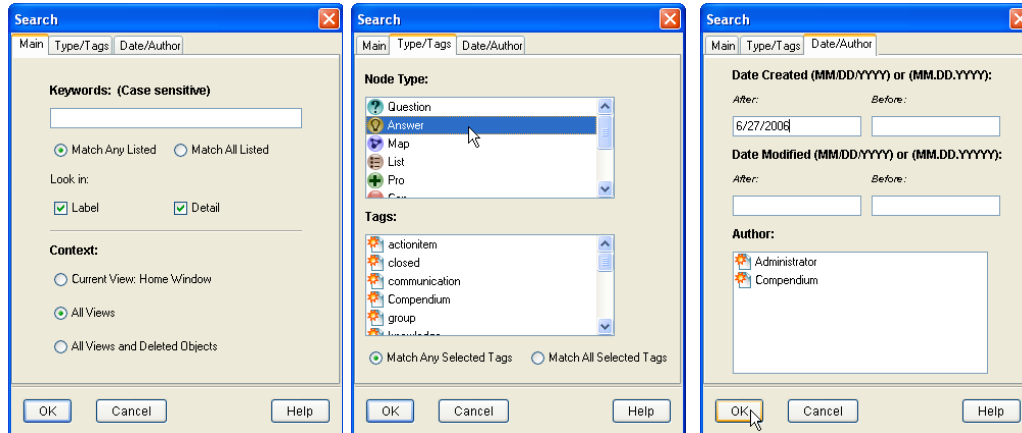 Search
Main Type/Tags Date/Author
Keywords: (Case sensitive)
Match Any Listed Match All Listed
Look in:
Label Detail
Context:
Current View: Home Window
All Views
All Views and Deleted Objects
OK Cancel Help
Search
Main Type/Tags Date/Author
Node Type:
Question
Answer
Map
List
Pro
Tags:
actionitem
closed
communication
Compendium
group
Match Any Selected Tags Match All Selected Tags
OK Cancel Help
Search
Main Type/Tags Date/Author
Date Created (MM/DD/YYYY) or (MM.DD.YYYY):
After: Before:
6/27/2006
Date Modified (MM/DD/YYYY) or (MM.DD.YYYYY):
After: Before:
Author:
Administrator
Compendium
OK Cancel Help